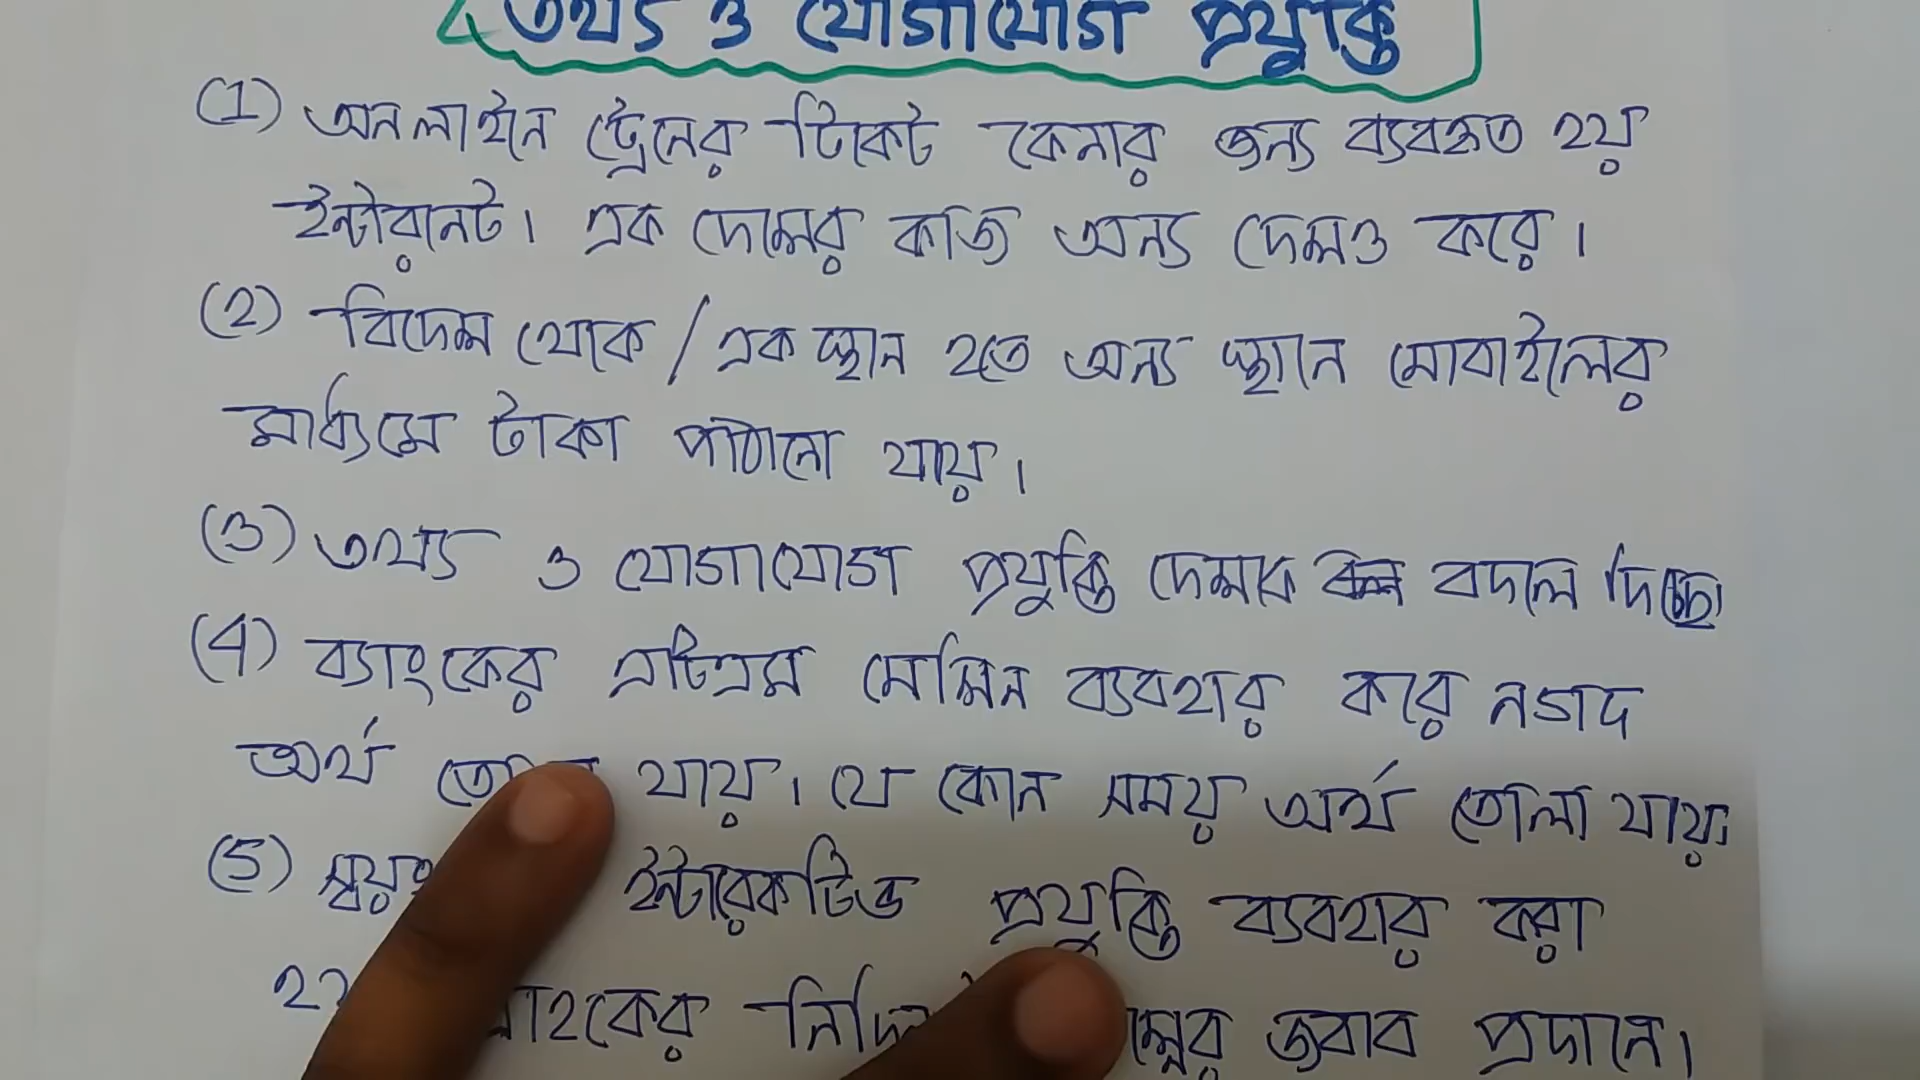 তথ্য ও যোগাযোগ প্রযুক্তি
(1) অনলাইনে ট্রেনের টিকেট কেনার জন্য ব্যবহৃত হয়
ইন্টারনেট। এক দেশের কাজ অন্য দেশও করে।
(2) বিদেশ থেকে / এক স্থান হতে অন্য স্থানে মোবাইলের
মাধ্যমে টাকা পাঠানো যায়।
(3) তথ্য ও যোগাযোগ প্রযুক্তি দেশকে বদলে দিচ্ছে
(4) ব্যাংকের এটিএম মেশিন ব্যবহার করে নগদ
অর্থ যায়। যে কোন সময় অর্থ তোলা যায়।
(5) ইন্টারেকটিভ প্রযুক্তি ব্যবহার করা
জবাব প্রদানে।